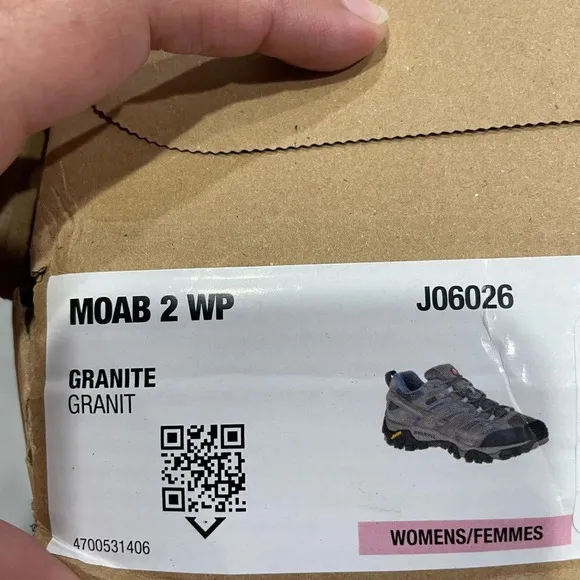 MOAB 2 WP
J06026
GRANITE
GRANIT
4700531406
WOMENS/FEMMES